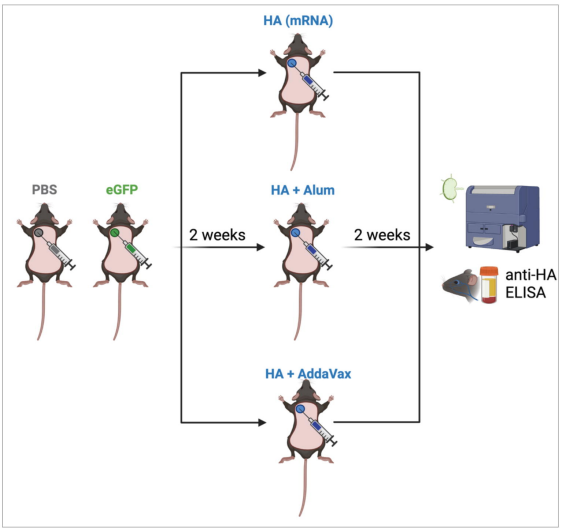 HA (mRNA)
PBS
eGFP
HA + Alum
2 weeks
2 weeks
anti-HA
ELISA
HA + AddaVax